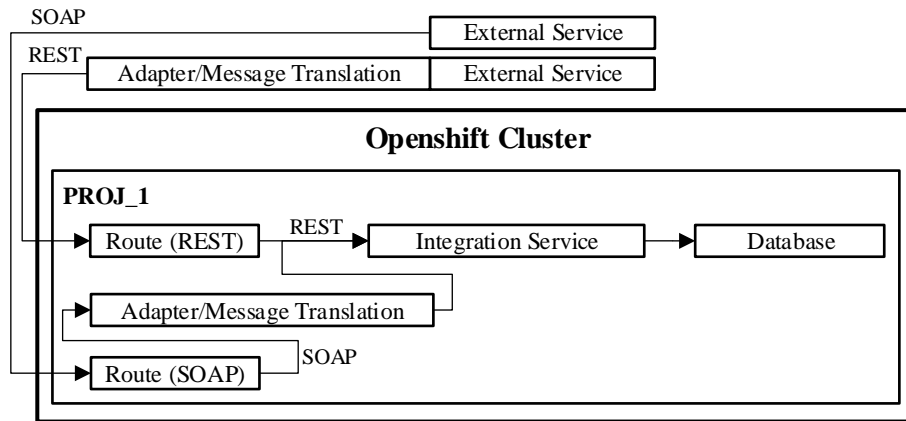 SOAP
External Service
REST
Adapter/Message Translation
External Service
Openshift Cluster
PROJ_1
Route (REST)
REST
Integration Service
Database
Adapter/Message Translation
SOAP
Route (SOAP)